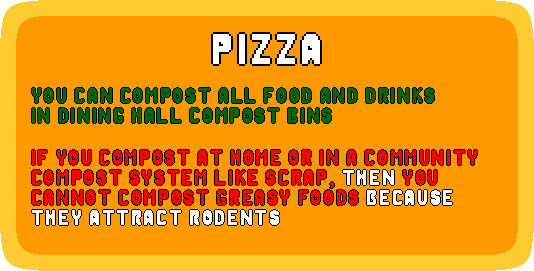 PIZZA
YOU CAN COMPOST ALL FOOD AND DRINKS
IN DINING HALL COMPOST BINS
IF YOU COMPOST AT HOME OR IN A COMMUNITY
COMPOST SYSTEM LIKE SCRAP, THEN YOU
CANNOT COMPOST GREASY FOODS BECAUSE
THEY ATTRACT RODENTS